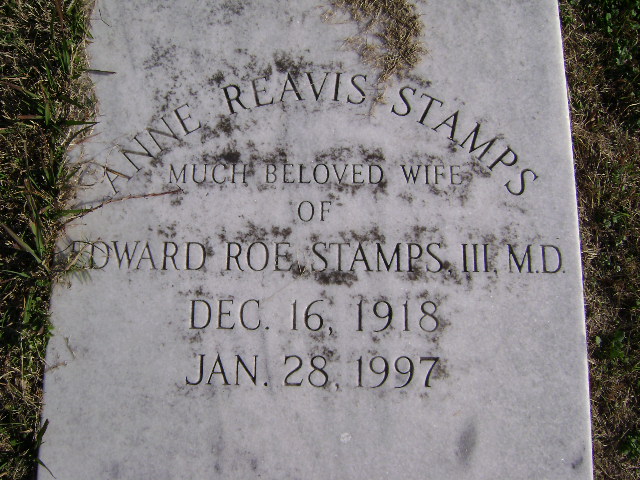 ANNE REAVIS STAMPS
MUCH BELOVED WIFE
OF
EDWARD ROE STAMPS, III, M.D.
DEC. 16, 1918
JAN. 28, 1997